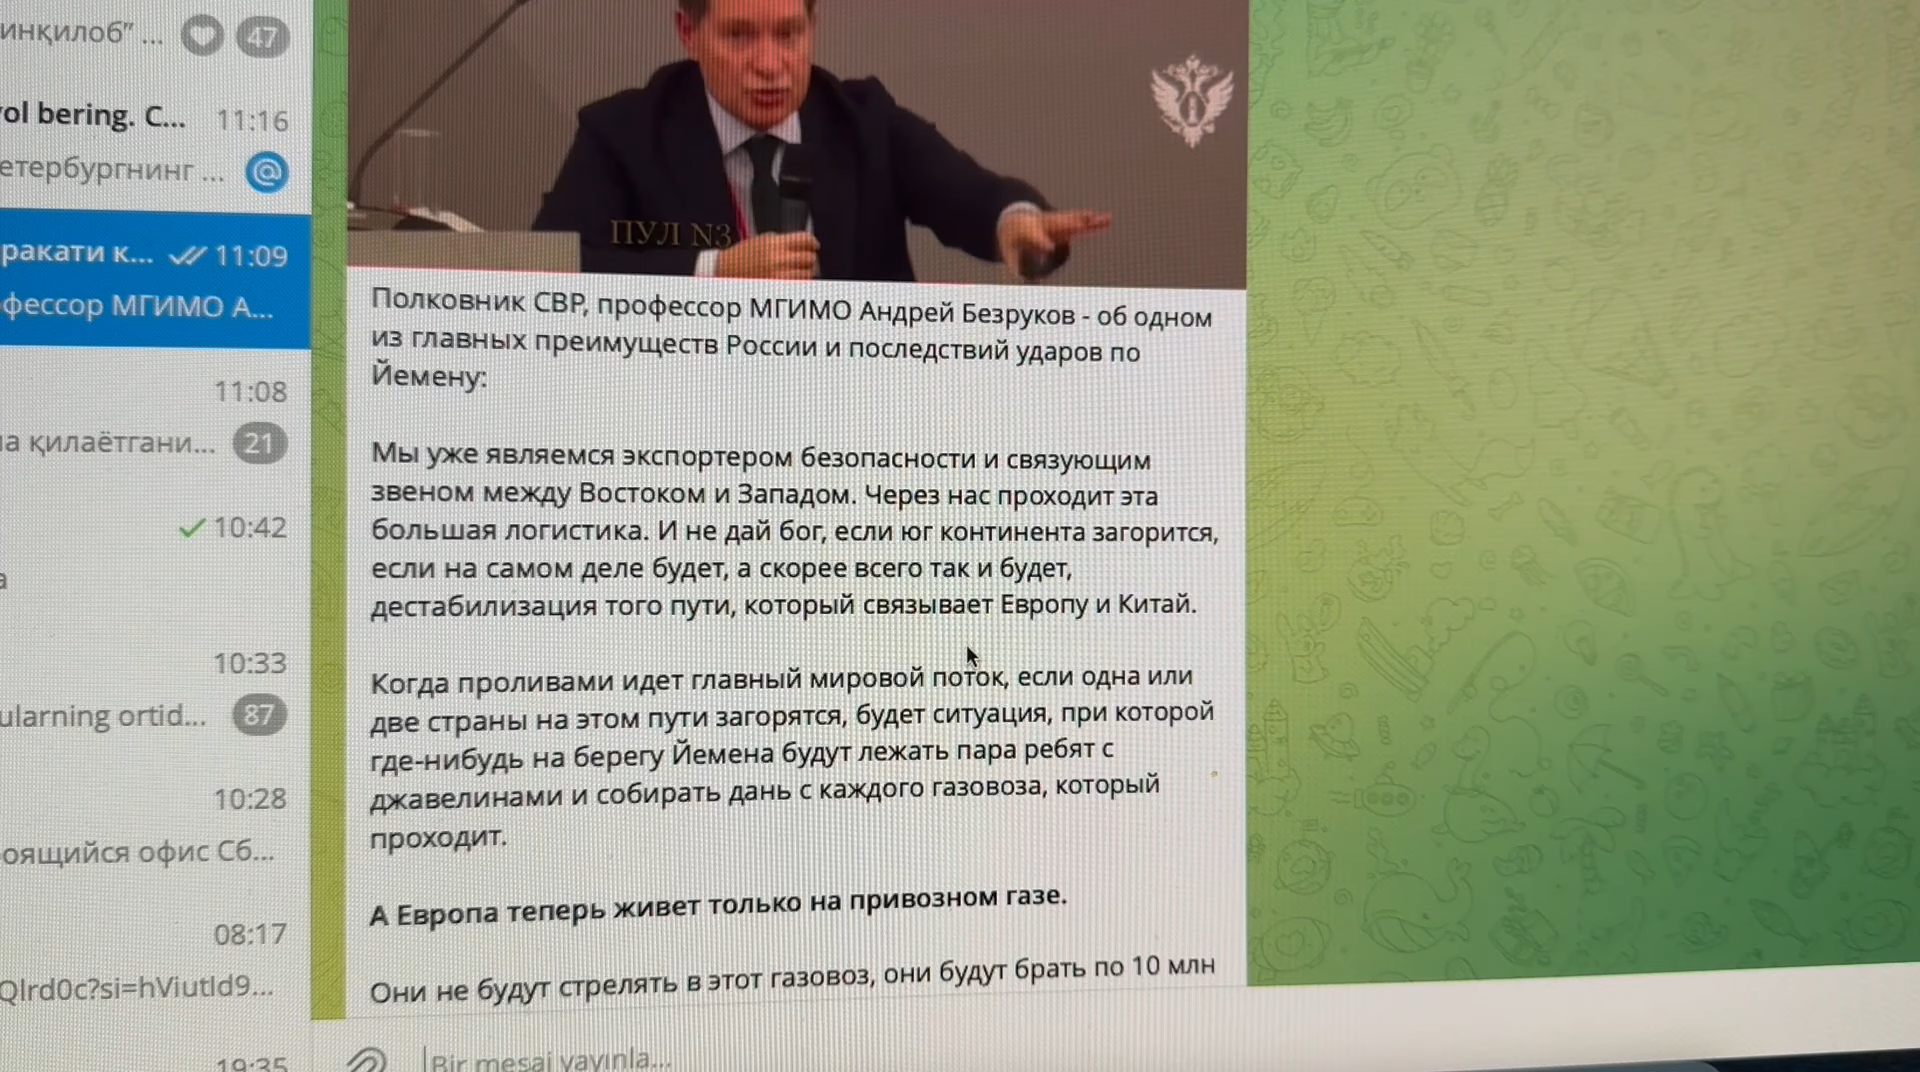 инқилоб” ...
47
ol bering. C...
11:16
етербургнинг ...
@
ракати к...
11:09
фессор МГИМО А...
11:08
а қилаётгани...
21
10:42
а
10:33
ularning ortid...
87
10:28
оящийся офис Сб...
08:17
Qlrd0c?si=hViutId9...
19:35
ПУЛ N3
Полковник СВР, профессор МГИМО Андрей Безруков - об одном
из главных преимуществ России и последствий ударов по
Йемену:
Мы уже являемся экспортером безопасности и связующим
звеном между Востоком и Западом. Через нас проходит эта
большая логистика. И не дай бог, если юг континента загорится,
если на самом деле будет, а скорее всего так и будет,
дестабилизация того пути, который связывает Европу и Китай.
Когда проливами идет главный мировой поток, если одна или
две страны на этом пути загорятся, будет ситуация, при которой
где-нибудь на берегу Йемена будут лежать пара ребят с
джавелинами и собирать дань с каждого газовоза, который
проходит.
А Европа теперь живет только на привозном газе.
Они не будут стрелять в этот газовоз, они будут брать по 10 млн
Bir mesaj yayınla...